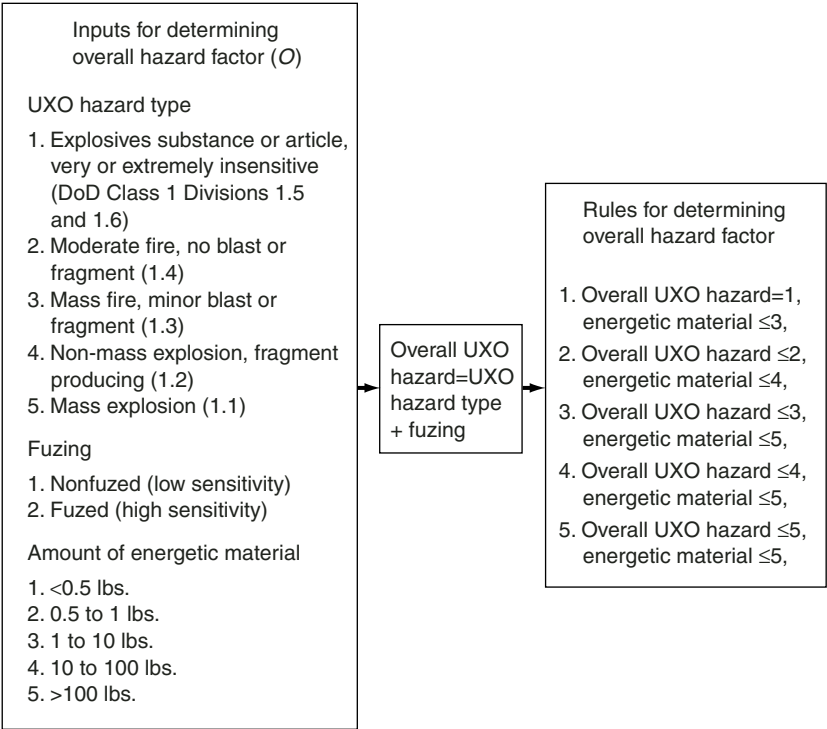 Inputs for determining
overall hazard factor (O)
UXO hazard type
1. Explosives substance or article,
very or extremely insensitive
(DoD Class 1 Divisions 1.5
and 1.6)
2. Moderate fire, no blast or
fragment (1.4)
3. Mass fire, minor blast or
fragment (1.3)
4. Non-mass explosion, fragment
producing (1.2)
5. Mass explosion (1.1)
Fuzing
1. Nonfuzed (low sensitivity)
2. Fuzed (high sensitivity)
Amount of energetic material
1. <0.5 lbs.
2. 0.5 to 1 lbs.
3. 1 to 10 lbs.
4. 10 to 100 lbs.
5. >100 lbs.
Overall UXO
hazard=UXO
hazard type
+ fuzing
Rules for determining
overall hazard factor
1. Overall UXO hazard=1,
energetic material ≤3,
2. Overall UXO hazard ≤2,
energetic material ≤4,
3. Overall UXO hazard ≤3,
energetic material ≤5,
4. Overall UXO hazard ≤4,
energetic material ≤5,
5. Overall UXO hazard ≤5,
energetic material ≤5,